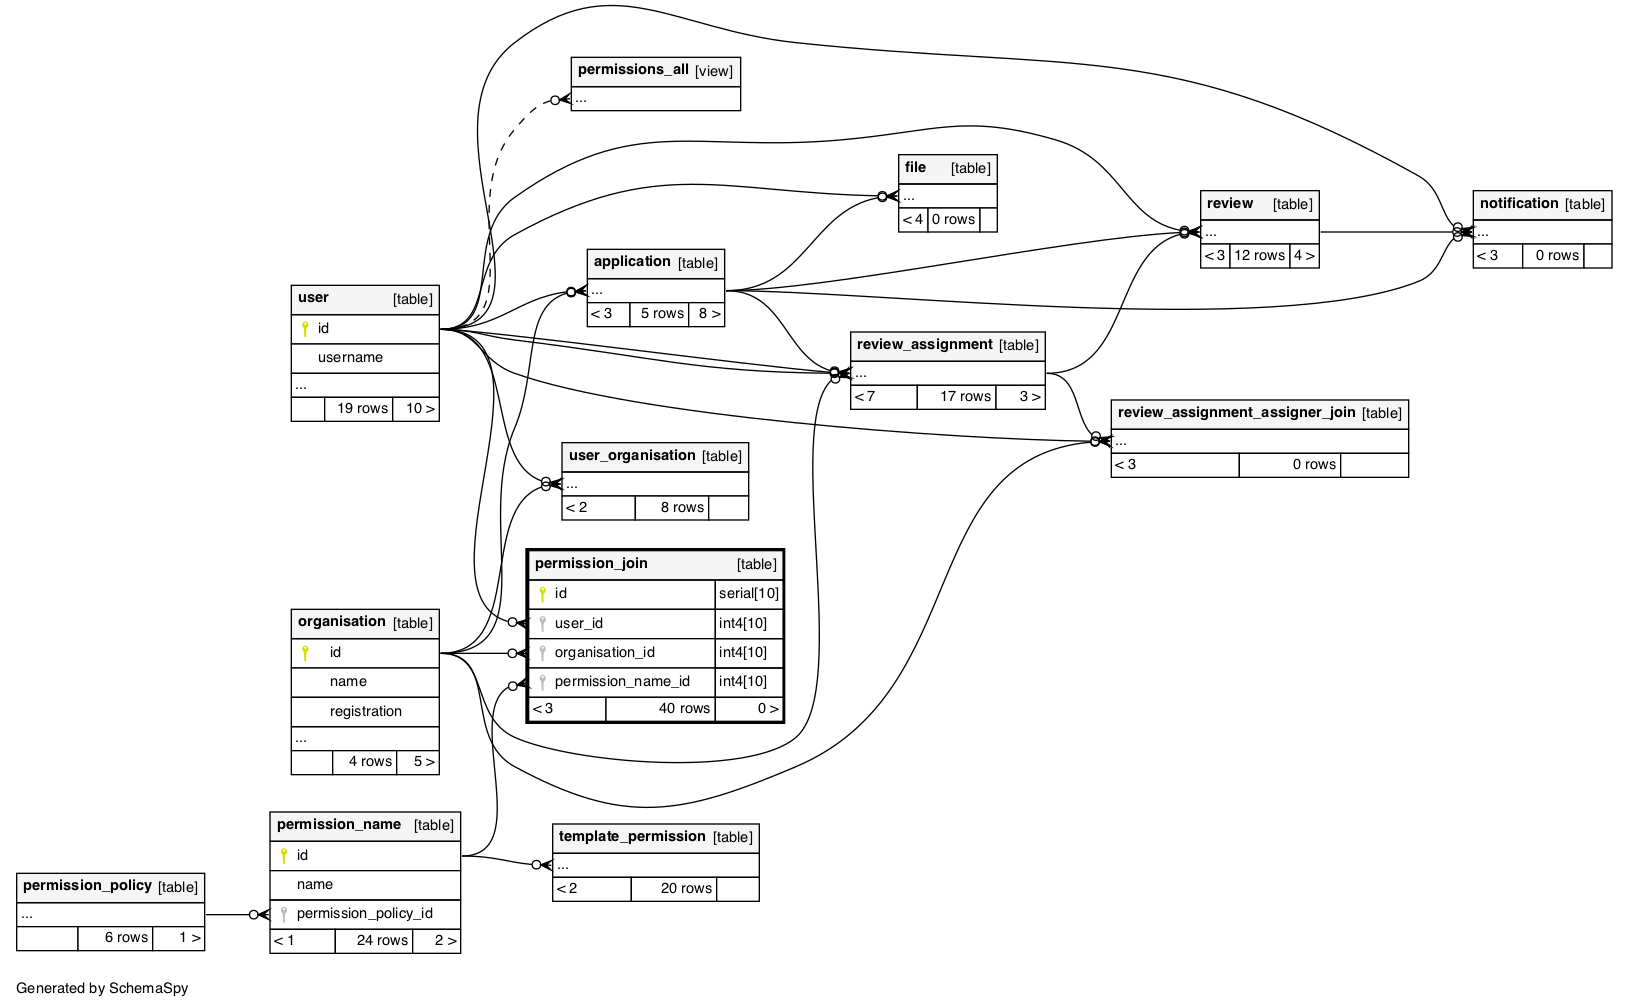 permissions_all [view]
...
file [table]
...
< 4 0 rows
review [table]
...
< 3 12 rows 4 >
notification [table]
...
< 3 0 rows
application [table]
...
< 3 5 rows 8 >
user [table]
id
username
...
19 rows 10 >
review_assignment [table]
...
< 7 17 rows 3 >
review_assignment_assigner_join [table]
...
< 3 0 rows
user_organisation [table]
...
< 2 8 rows
permission_join [table]
id serial[10]
user_id int4[10]
organisation_id int4[10]
permission_name_id int4[10]
< 3 40 rows 0 >
organisation [table]
id
name
registration
...
4 rows 5 >
permission_name [table]
id
name
permission_policy_id
< 1 24 rows 2 >
template_permission [table]
...
< 2 20 rows
permission_policy [table]
...
6 rows 1 >
Generated by SchemaSpy